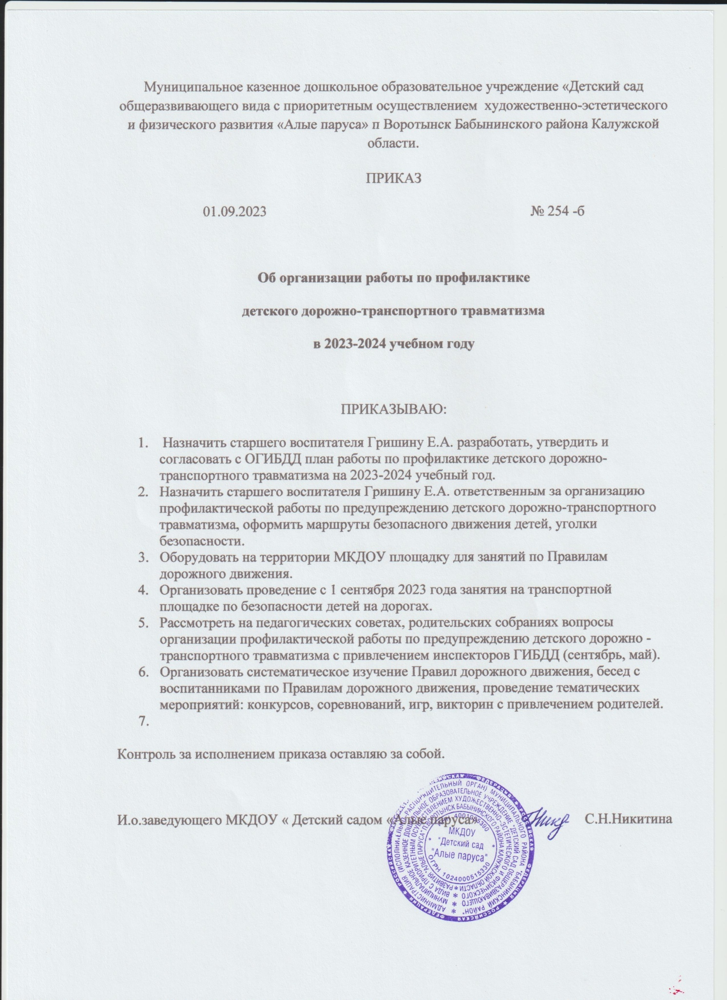 Муниципальное казенное дошкольное образовательное учреждение «Детский сад
общеразвивающего вида с приоритетным осуществлением художественно-эстетического
и физического развития «Алые паруса» п Воротынск Бабынинского района Калужской
области.
ПРИКАЗ
01.09.2023 № 254 -б
Об организации работы по профилактике
детского дорожно-транспортного травматизма
в 2023-2024 учебном году
ПРИКАЗЫВАЮ:
1. Назначить старшего воспитателя Гришину Е.А. разработать, утвердить и
согласовать с ОГИБДД план работы по профилактике детского дорожно-
транспортного травматизма на 2023-2024 учебный год.
2. Назначить старшего воспитателя Гришину Е.А. ответственным за организацию
профилактической работы по предупреждению детского дорожно-транспортного
травматизма, оформить маршруты безопасного движения детей, уголки
безопасности.
3. Оборудовать на территории МКДОУ площадку для занятий по Правилам
дорожного движения.
4. Организовать проведение с 1 сентября 2023 года занятия на транспортной
площадке по безопасности детей на дорогах.
5. Рассмотреть на педагогических советах, родительских собраниях вопросы
организации профилактической работы по предупреждению детского дорожно -
транспортного травматизма с привлечением инспекторов ГИБДД (сентябрь, май).
6. Организовать систематическое изучение Правил дорожного движения, бесед с
воспитанниками по Правилам дорожного движения, проведение тематических
мероприятий: конкурсов, соревнований, игр, викторин с привлечением родителей.
7.
Контроль за исполнением приказа оставляю за собой.
И.о.заведующего МКДОУ « Детский садом «Алые паруса» С.Н.Никитина
МКДОУ
"Детский сад
"Алые паруса"
ОГРН 1024000515330